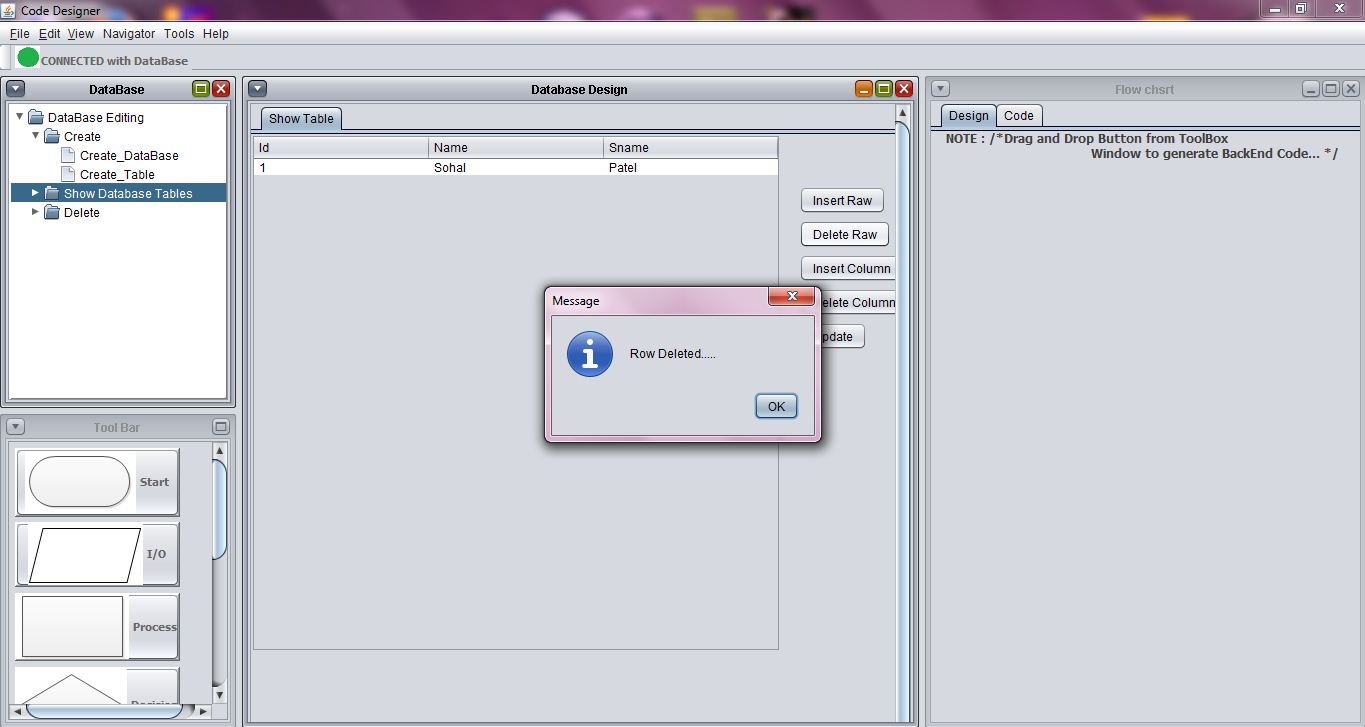 Code Designer
File Edit View Navigator Tools Help
CONNECTED with DataBase
DataBase
DataBase Editing
Create
Create_DataBase
Create_Table
Show Database Tables
Delete
Tool Bar
Start
I/O
Process
Database Design
Show Table
Id Name Sname
1 Sohal Patel
Insert Raw
Delete Raw
Insert Column
elete Column
pdate
Message
Row Deleted.....
OK
Flow chsrt
Design Code
NOTE : /*Drag and Drop Button from ToolBox
Window to generate BackEnd Code... */